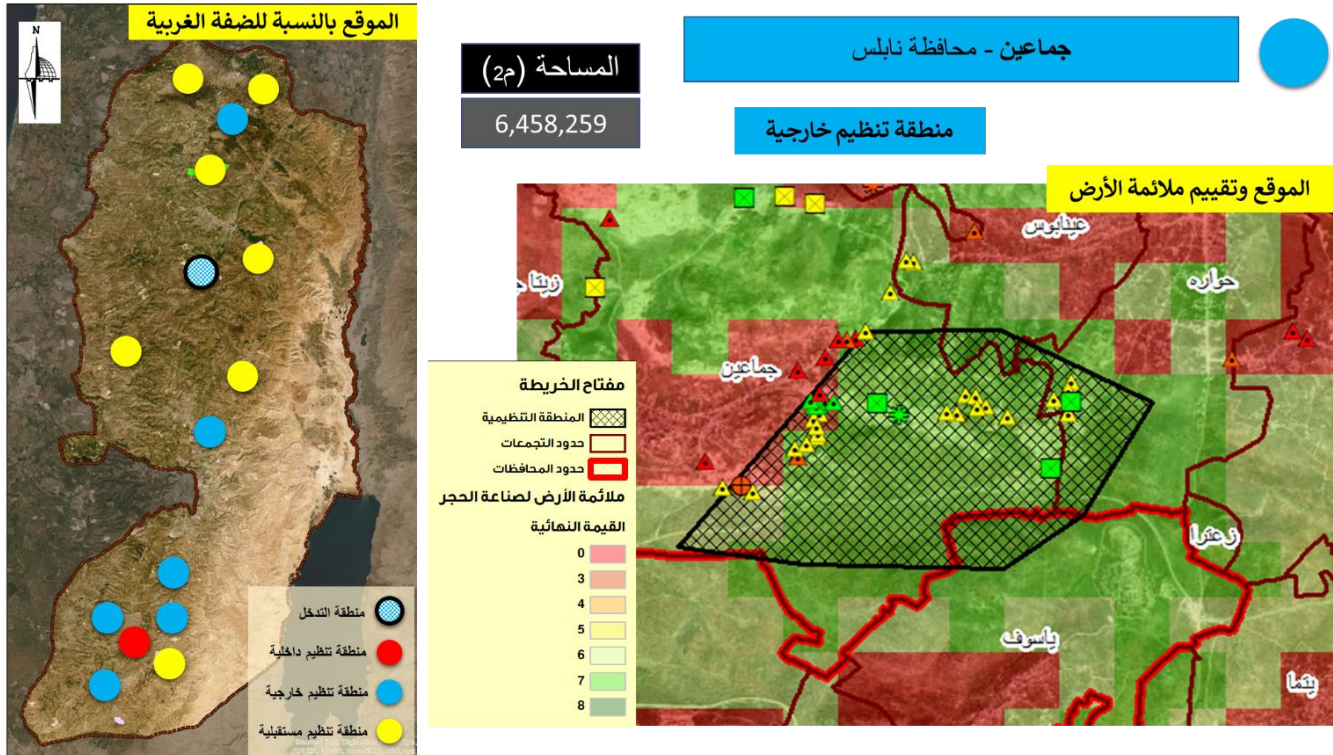 الموقع بالنسبة للضفة الغربية
N
منطقة التدخل
منطقة تنظيم داخلية
منطقة تنظيم خارجية
منطقة تنظيم مستقبلية
جماعين - محافظة نابلس
المساحة (م2)
6,458,259
منطقة تنظيم خارجية
الموقع وتقييم ملائمة الأرض
عينابوس
حواره
زيتا ج
جماعين
زعترا
ياسوف
يتما
مفتاح الخريطة
المنطقة التنظيمية
حدود التجمعات
حدود المحافظات
ملائمة الأرض لصناعة الحجر
القيمة النهائية
0
3
4
5
6
7
8